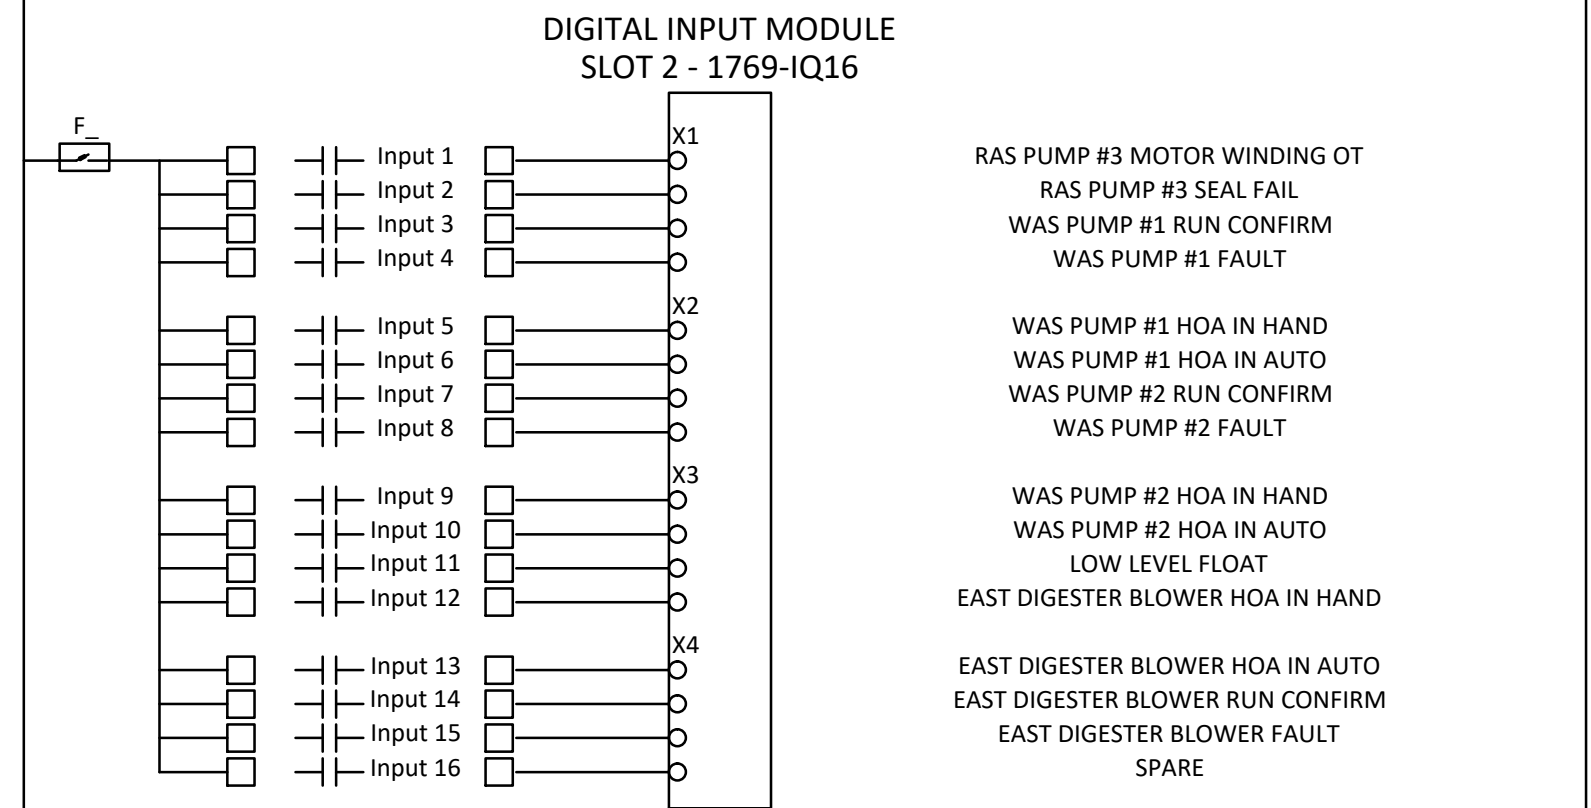 DIGITAL INPUT MODULE
SLOT 2 - 1769-IQ16
F_
X1
Input 1 RAS PUMP #3 MOTOR WINDING OT
Input 2 RAS PUMP #3 SEAL FAIL
Input 3 WAS PUMP #1 RUN CONFIRM
Input 4 WAS PUMP #1 FAULT
X2
Input 5 WAS PUMP #1 HOA IN HAND
Input 6 WAS PUMP #1 HOA IN AUTO
Input 7 WAS PUMP #2 RUN CONFIRM
Input 8 WAS PUMP #2 FAULT
X3
Input 9 WAS PUMP #2 HOA IN HAND
Input 10 WAS PUMP #2 HOA IN AUTO
Input 11 LOW LEVEL FLOAT
Input 12 EAST DIGESTER BLOWER HOA IN HAND
X4
Input 13 EAST DIGESTER BLOWER HOA IN AUTO
Input 14 EAST DIGESTER BLOWER RUN CONFIRM
Input 15 EAST DIGESTER BLOWER FAULT
Input 16 SPARE